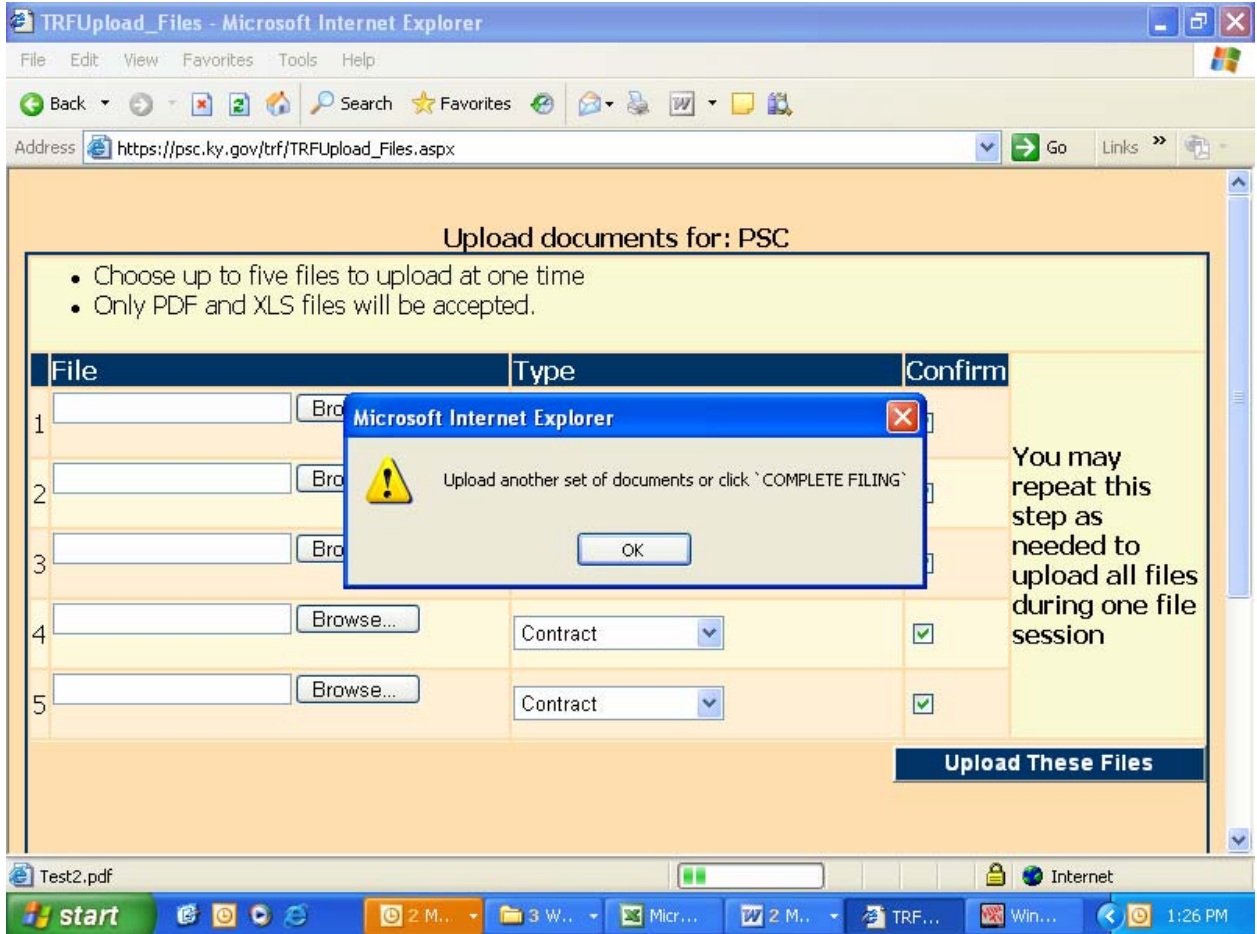 TRFUpload_Files - Microsoft Internet Explorer
File Edit View Favorites Tools Help
Back Search Favorites
Address https://psc.ky.gov/trf/TRFUpload_Files.aspx Go Links »
Upload documents for: PSC
• Choose up to five files to upload at one time
• Only PDF and XLS files will be accepted.
File Type Confirm
1 Bro
Microsoft Internet Explorer
Upload another set of documents or click `COMPLETE FILING`
OK
2 Bro
3 Bro
4 Browse... Contract
5 Browse... Contract
You may
repeat this
step as
needed to
upload all files
during one file
session
Upload These Files
Test2.pdf Internet
start 2 M... 3 W... Micr... 2 M... TRF... Win... 1:26 PM